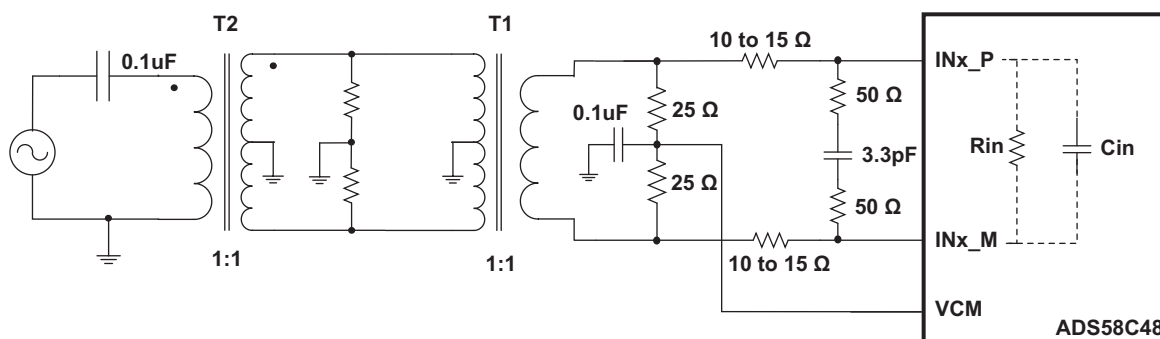 T2
T1
0.1uF
10 to 15 Ω
INx_P
50 Ω
25 Ω
0.1uF
3.3pF
Rin
Cin
25 Ω
50 Ω
INx_M
1:1
1:1
10 to 15 Ω
VCM
ADS58C48